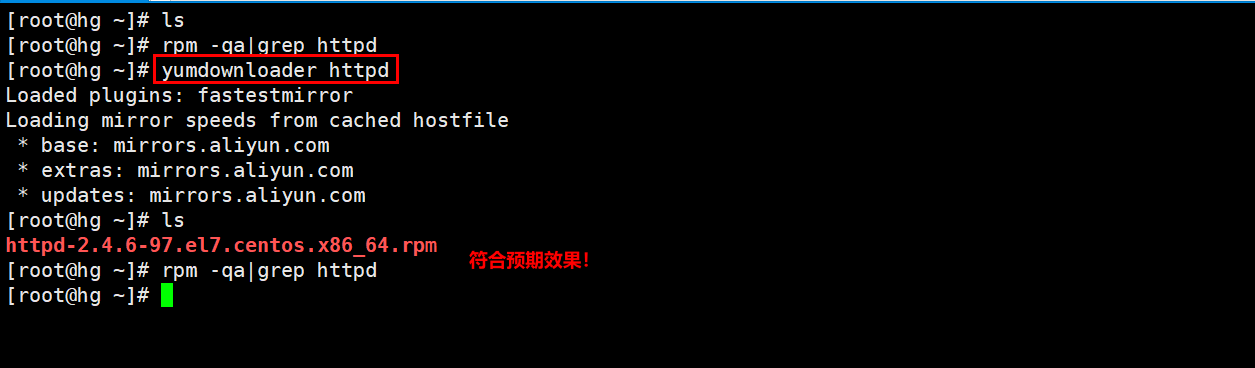 [root@hg ~]# ls
[root@hg ~]# rpm -qa|grep httpd
[root@hg ~]# yumdownloader httpd
Loaded plugins: fastestmirror
Loading mirror speeds from cached hostfile
 * base: mirrors.aliyun.com
 * extras: mirrors.aliyun.com
 * updates: mirrors.aliyun.com
[root@hg ~]# ls
httpd-2.4.6-97.el7.centos.x86_64.rpm
符合预期效果！
[root@hg ~]# rpm -qa|grep httpd
[root@hg ~]#